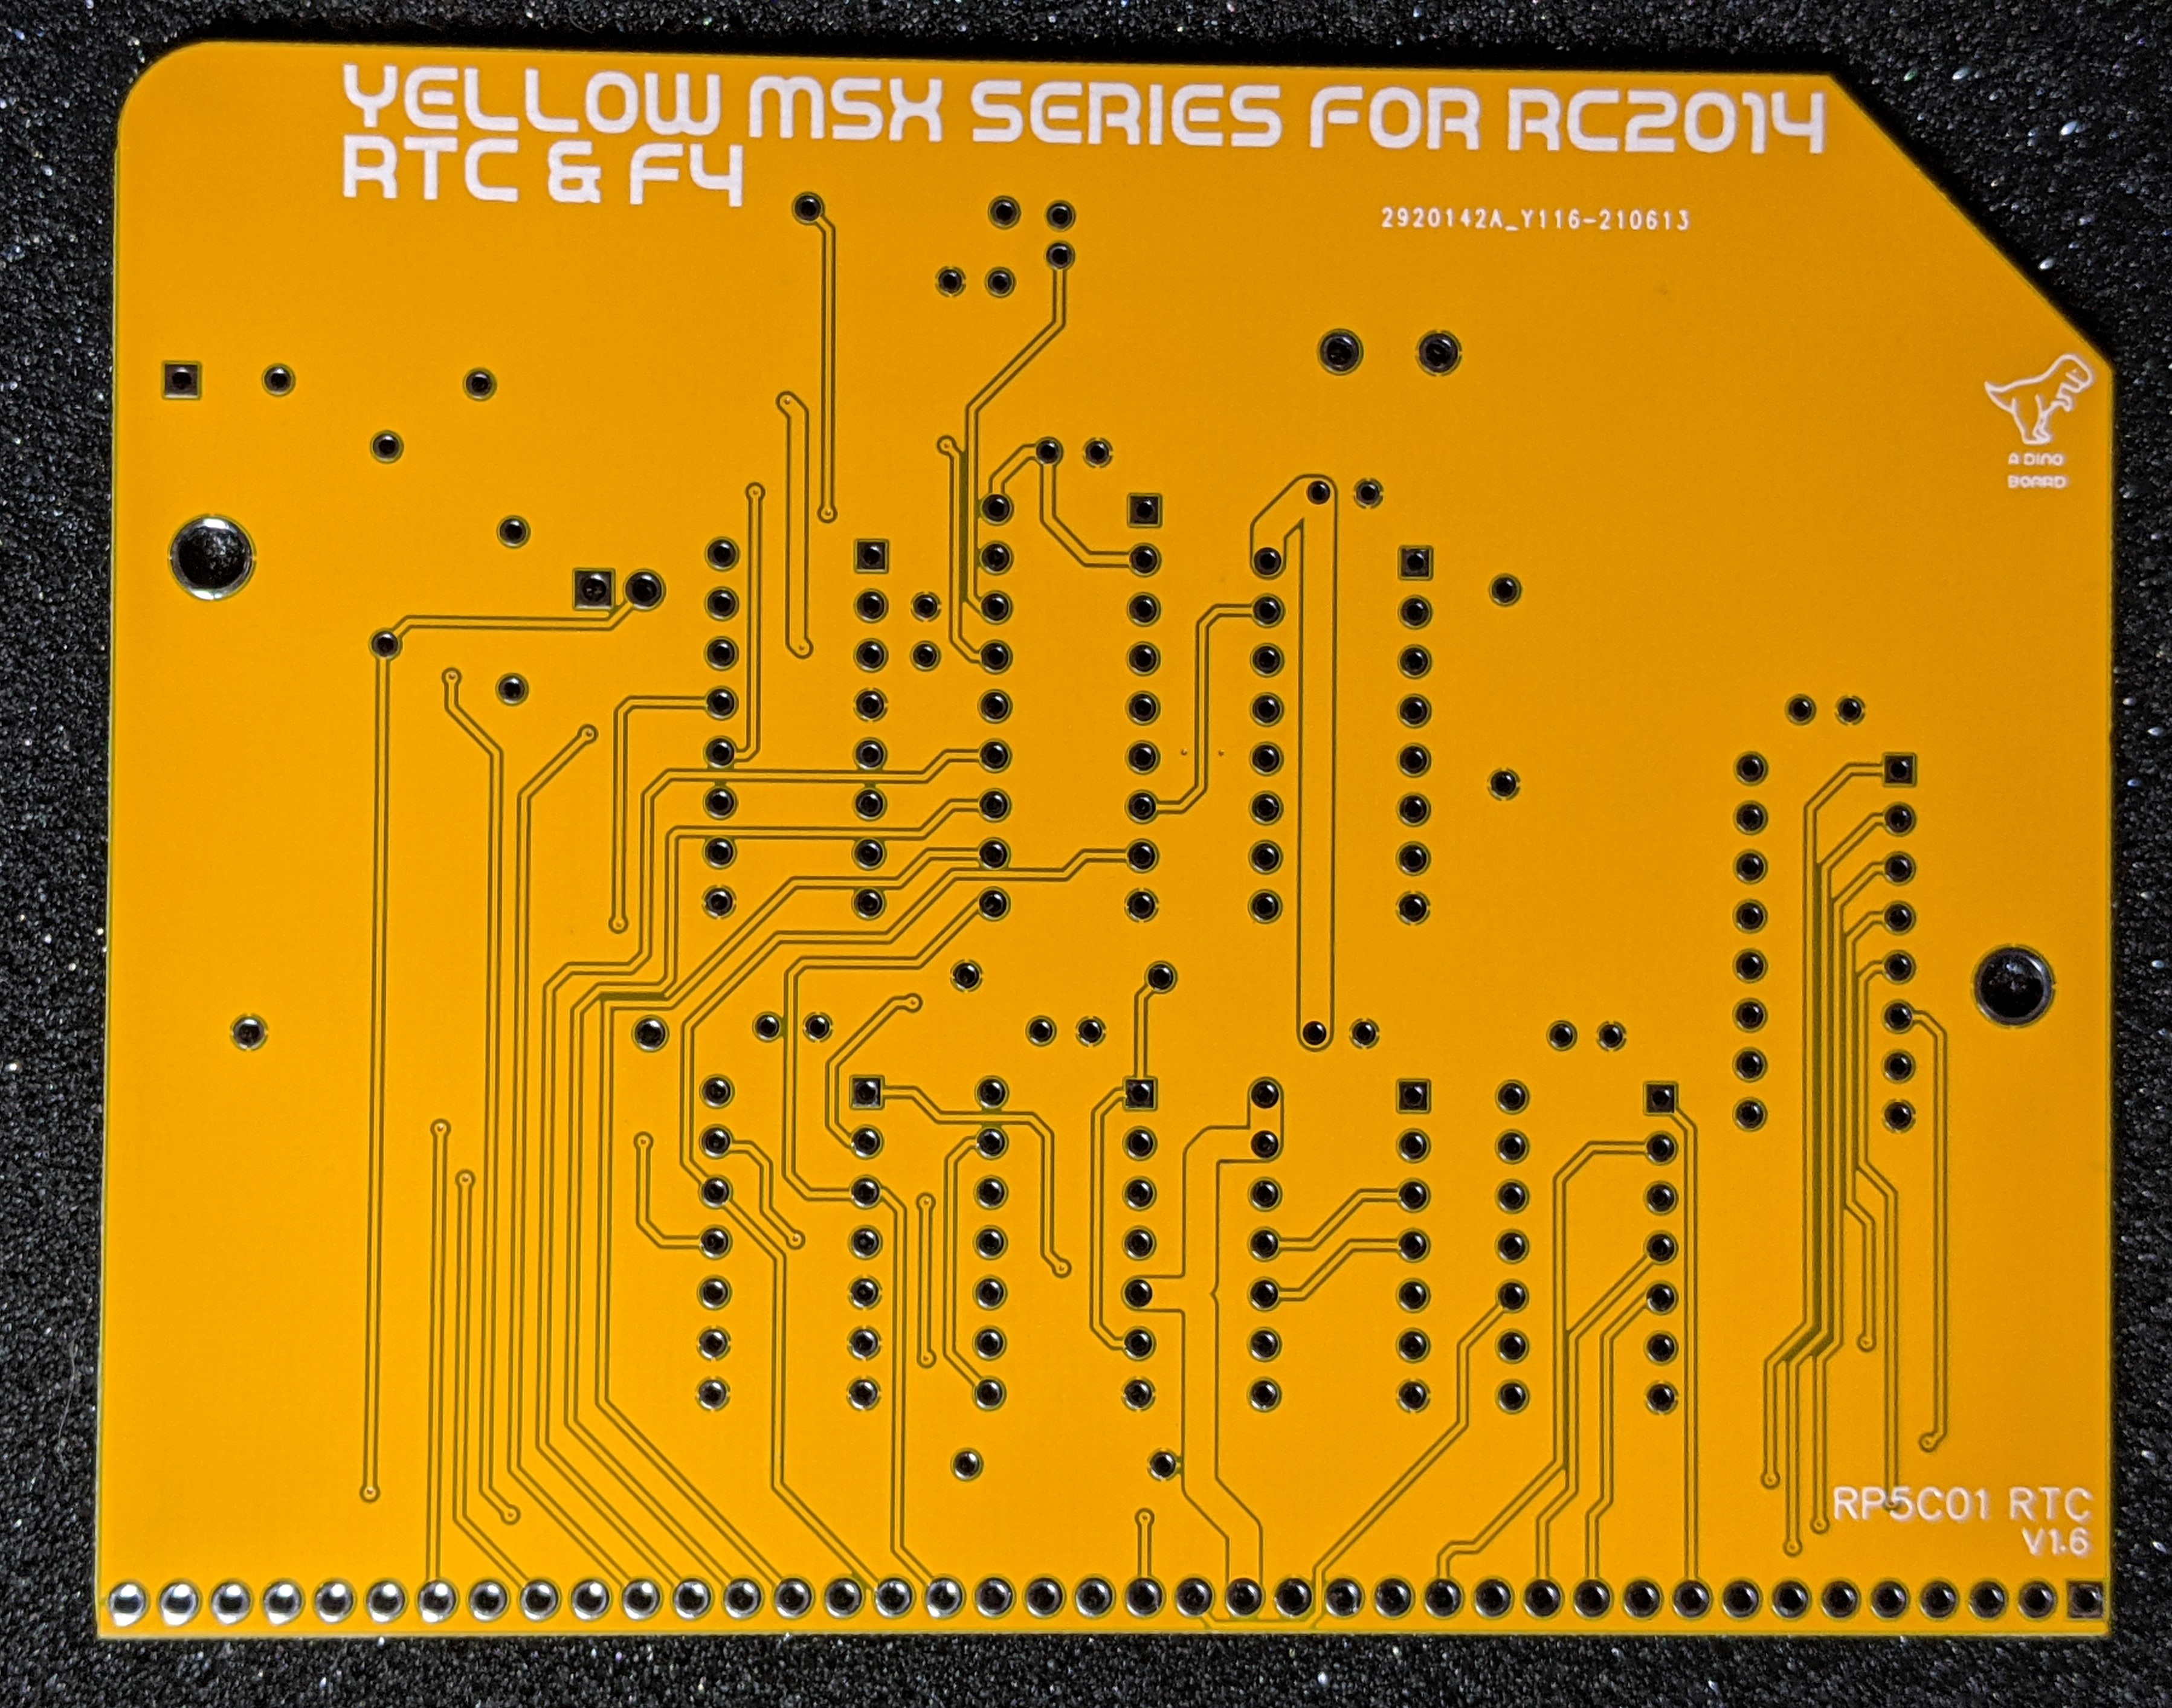 YELLOW MSX SERIES FOR RC2014
RTC & F4
2920142A_Y116-210613
A DINO
BOARD
RP5C01 RTC
V1.6